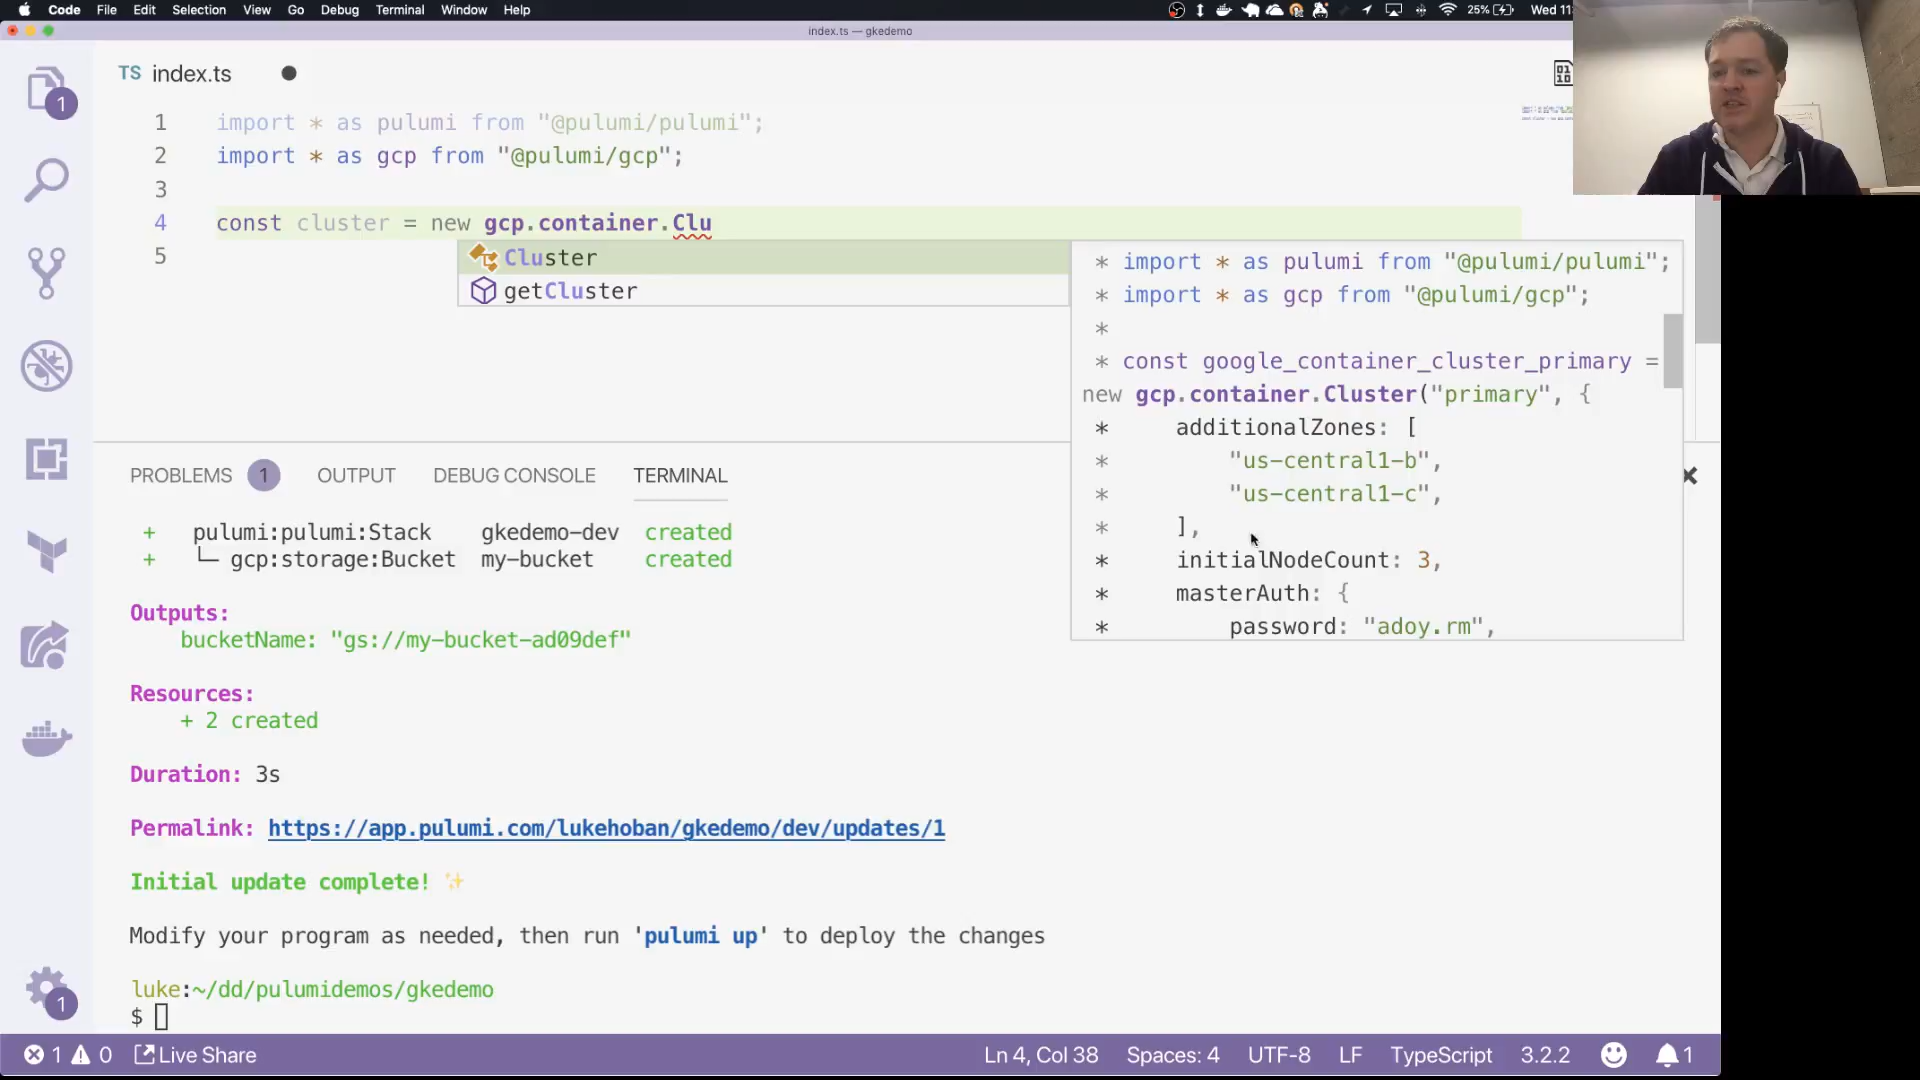 Code File Edit Selection View Go Debug Terminal Window Help 25% Wed 11
index.ts — gkedemo
TS index.ts
1 import * as pulumi from "@pulumi/pulumi";
2 import * as gcp from "@pulumi/gcp";
3
4 const cluster = new gcp.container.Clu
5
Cluster
getCluster
* import * as pulumi from "@pulumi/pulumi";
* import * as gcp from "@pulumi/gcp";
*
* const google_container_cluster_primary =
new gcp.container.Cluster("primary", {
* additionalZones: [
* "us-central1-b",
* "us-central1-c",
* ],
* initialNodeCount: 3,
* masterAuth: {
* password: "adoy.rm",
1
PROBLEMS 1 OUTPUT DEBUG CONSOLE TERMINAL
+ pulumi:pulumi:Stack gkedemo-dev created
+ └─ gcp:storage:Bucket my-bucket created
Outputs:
bucketName: "gs://my-bucket-ad09def"
Resources:
+ 2 created
Duration: 3s
Permalink: https://app.pulumi.com/lukehoban/gkedemo/dev/updates/1
Initial update complete! ✨
Modify your program as needed, then run 'pulumi up' to deploy the changes
luke:~/dd/pulumidemos/gkedemo
$
1
1 0 Live Share Ln 4, Col 38 Spaces: 4 UTF-8 LF TypeScript 3.2.2 1